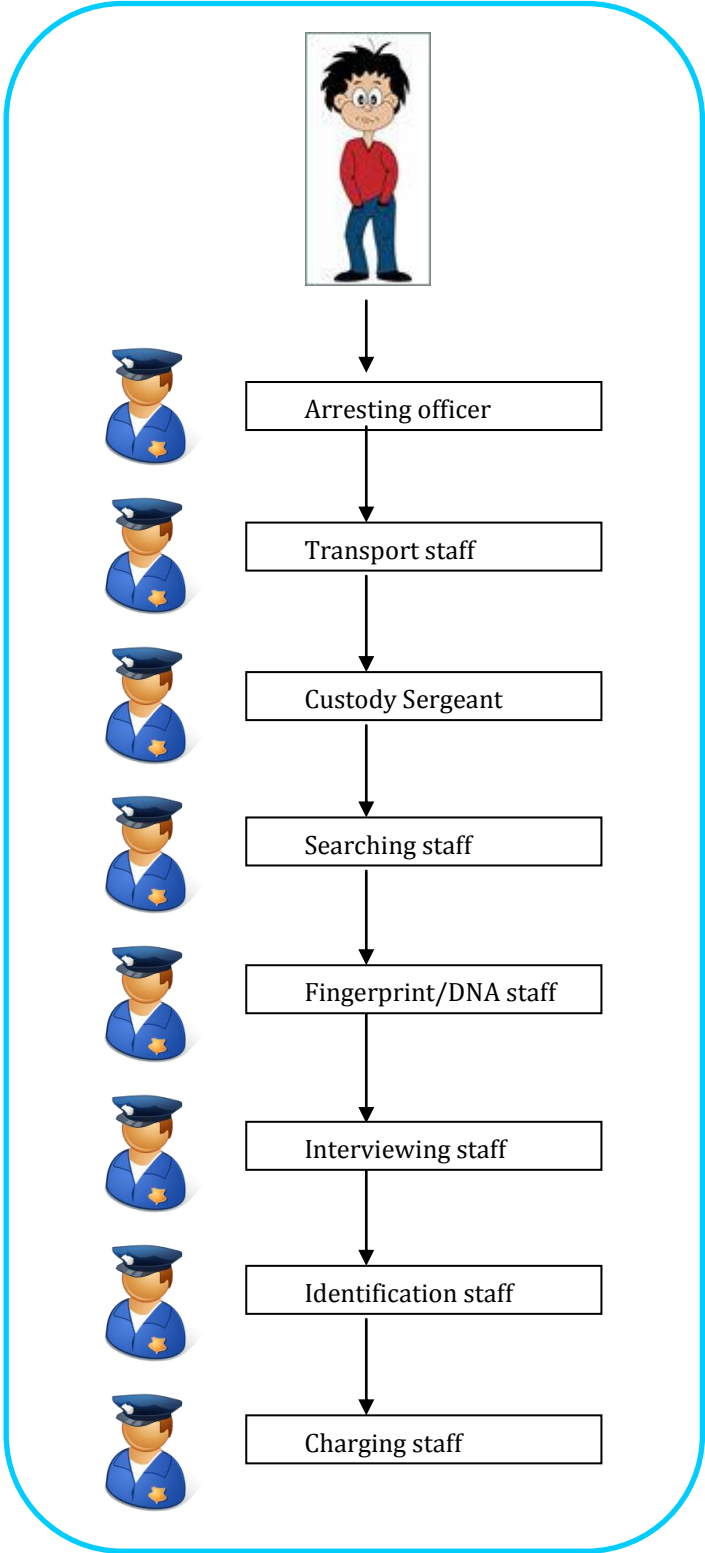 Arresting officer
Transport staff
Custody Sergeant
Searching staff
Fingerprint/DNA staff
Interviewing staff
Identification staff
Charging staff